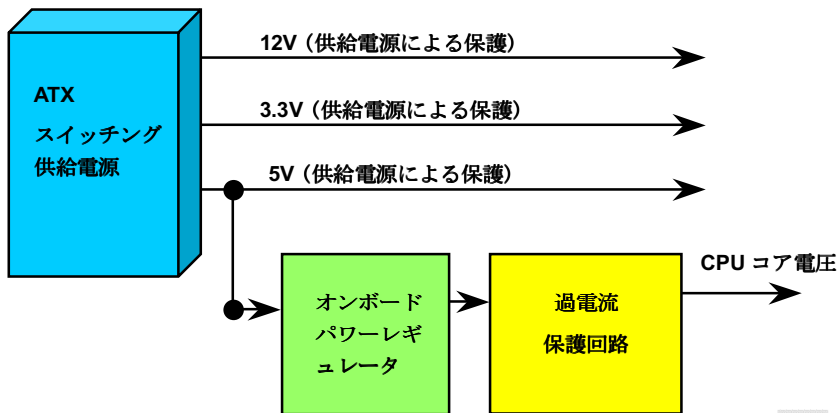 12V（供給電源による保護）
ATX
スイッチング
供給電源
3.3V（供給電源による保護）
5V（供給電源による保護）
CPU コア電圧
オンボード
パワーレギ
ュレータ
過電流
保護回路